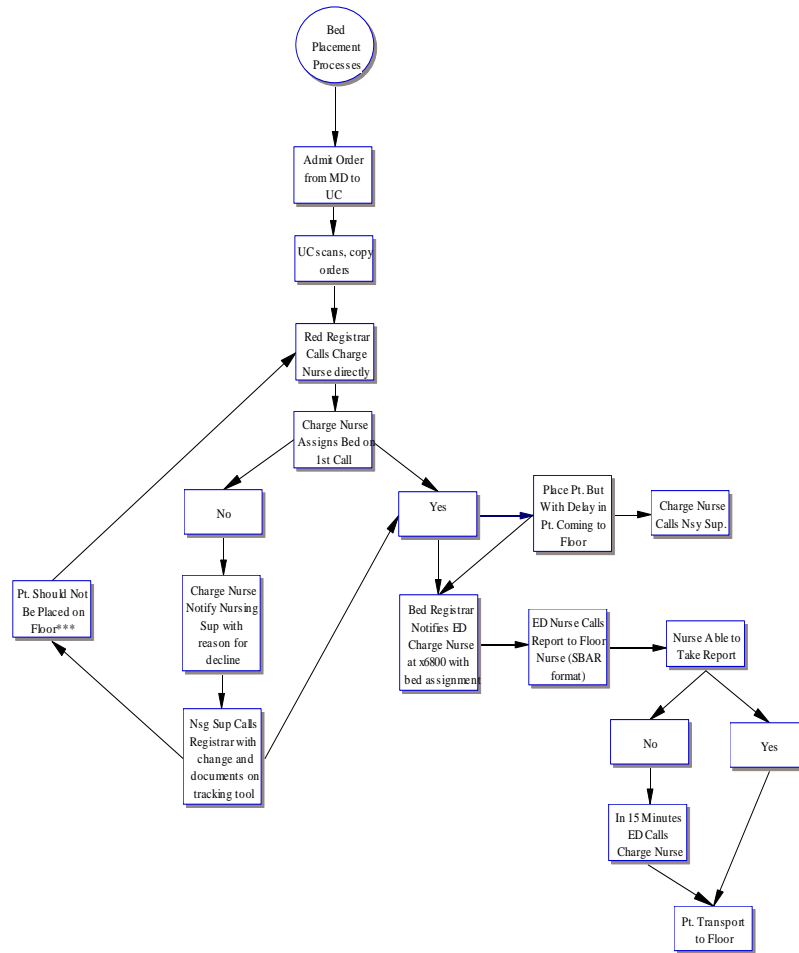 Bed
Placement
Processes
Admit Order
from MD to
UC
UC scans, copy
orders
Red Registrar
Calls Charge
Nurse directly
Charge Nurse
Assigns Bed on
1st Call
No
Yes
Place Pt. But
With Delay in
Pt. Coming to
Floor
Charge Nurse
Calls Nsy Sup.
Pt. Should Not
Be Placed on
Floor***
Charge Nurse
Notify Nursing
Sup with
reason for
decline
Bed Registrar
Notifies ED
Charge Nurse
at x6800 with
bed assignment
ED Nurse Calls
Report to Floor
Nurse (SBAR
format)
Nurse Able to
Take Report
Nsg Sup Calls
Registrar with
change and
documents on
tracking tool
No
Yes
In 15 Minutes
ED Calls
Charge Nurse
Pt. Transport
to Floor